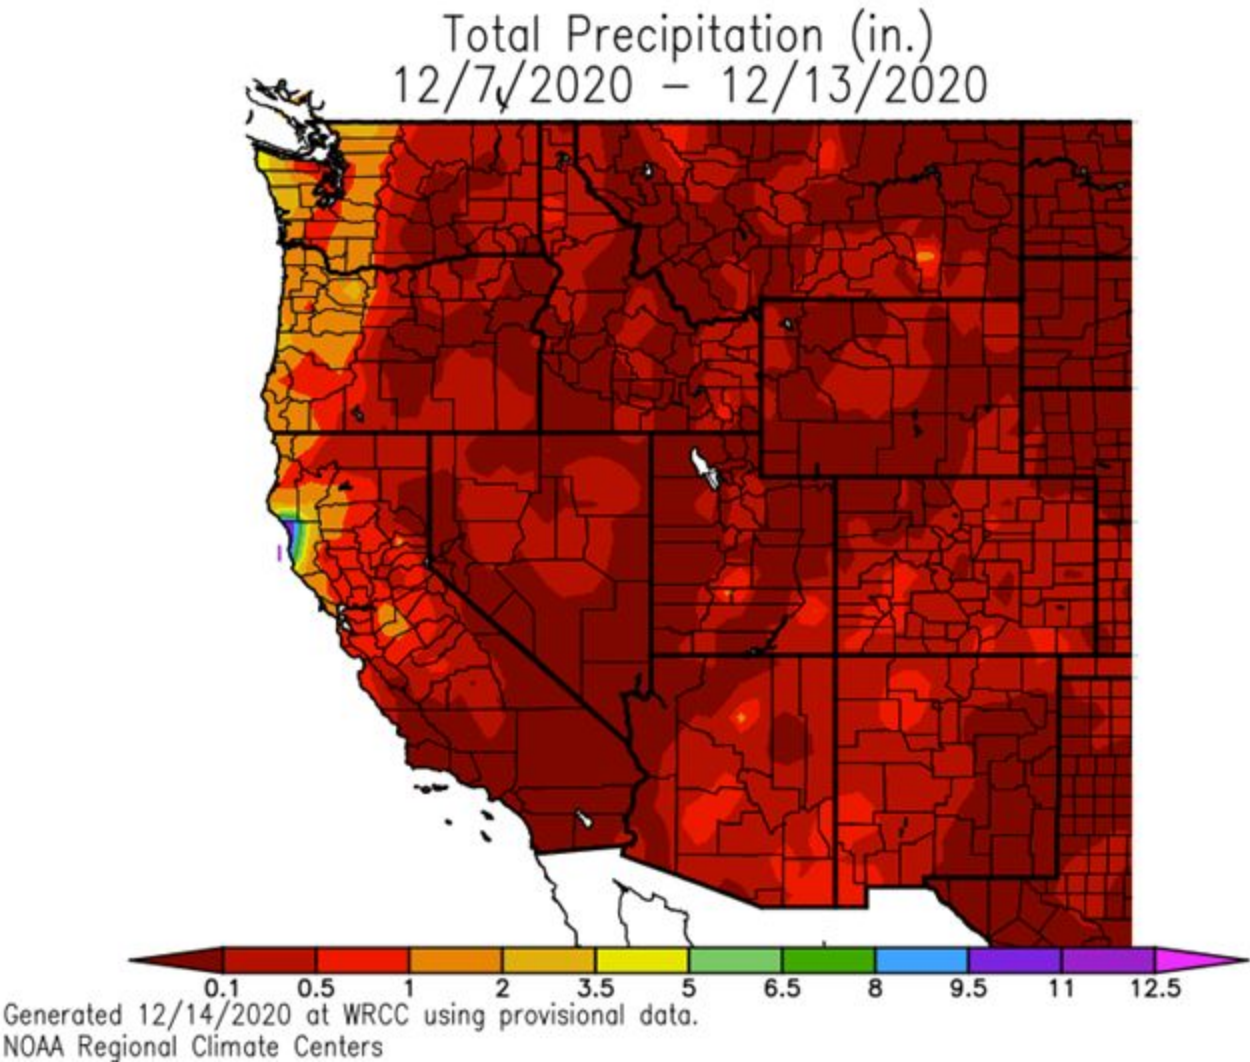 Total Precipitation (in.)
12/7/2020 – 12/13/2020
0.1 0.5 1 2 3.5 5 6.5 8 9.5 11 12.5
Generated 12/14/2020 at WRCC using provisional data.
NOAA Regional Climate Centers